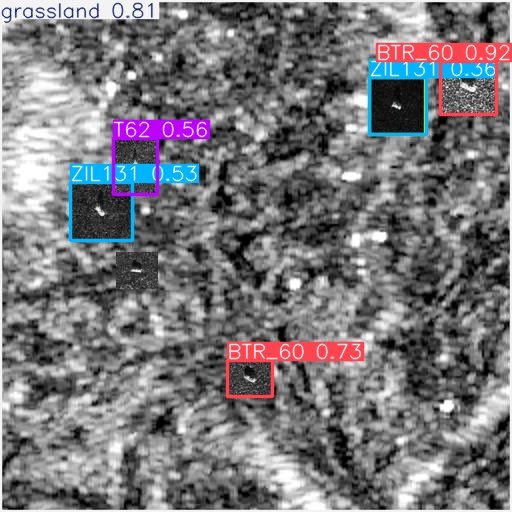 grassland 0.81
BTR_60 0.92
ZIL131 0.36
T62 0.56
ZIL131 0.53
BTR_60 0.73